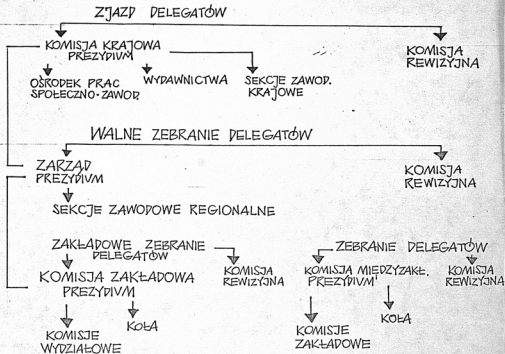 ZJAZD DELEGATÓW
KOMISJA KRAJOWA
PREZYDIUM
KOMISJA
REWIZYJNA
OŚRODEK PRAC
SPOŁECZNO-ZAWOD.
WYDAWNICTWA
SEKCJE ZAWOD.
KRAJOWE
WALNE ZEBRANIE DELEGATÓW
ZARZĄD
PREZYDIUM
KOMISJA
REWIZYJNA
SEKCJE ZAWODOWE REGIONALNE
ZAKŁADOWE ZEBRANIE
DELEGATÓW
KOMISJA ZAKŁADOWA
PREZYDIUM
KOMISJA
REWIZYJNA
KOMISJE
WYDZIAŁOWE
KOŁA
ZEBRANIE DELEGATÓW
KOMISJA MIĘDZYZAKŁ.
PREZYDIUM
KOMISJA
REWIZYJNA
KOMISJE
ZAKŁADOWE
KOŁA